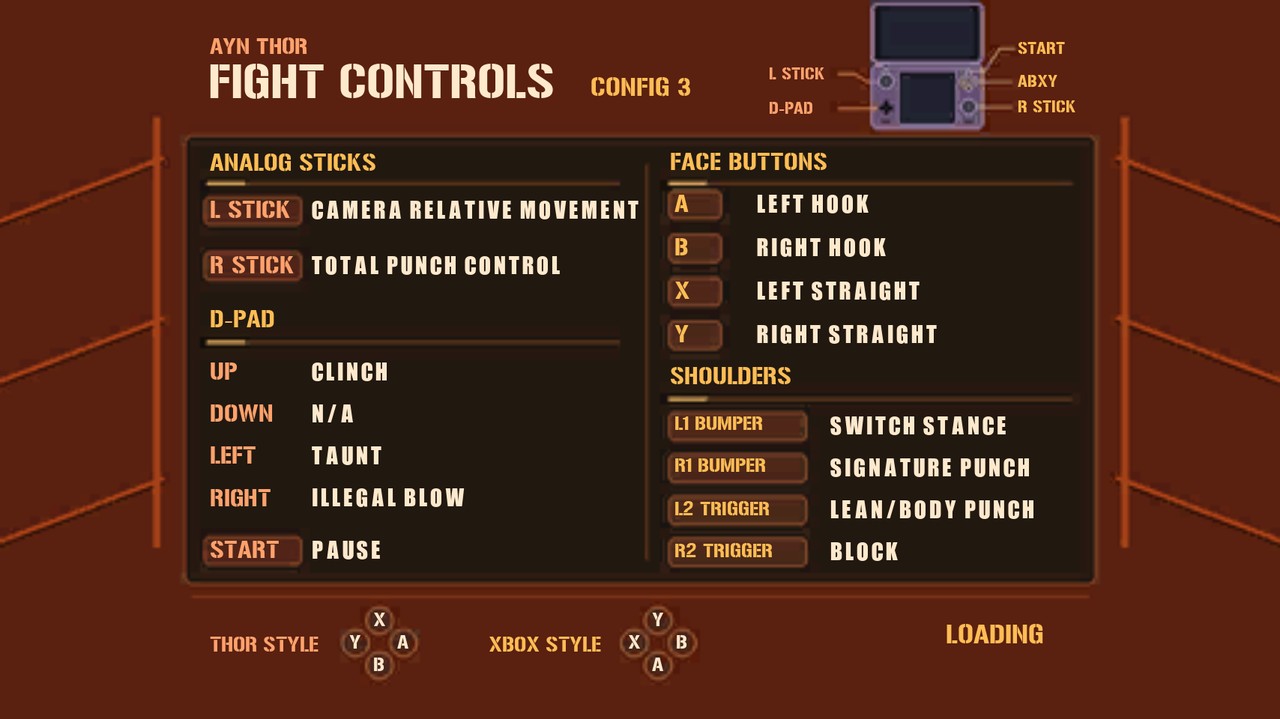 AYN THOR
FIGHT CONTROLS
CONFIG 3
L STICK
D-PAD
START
ABXY
R STICK
ANALOG STICKS
L STICK CAMERA RELATIVE MOVEMENT
R STICK TOTAL PUNCH CONTROL
D-PAD
UP CLINCH
DOWN N/A
LEFT TAUNT
RIGHT ILLEGAL BLOW
START PAUSE
FACE BUTTONS
A LEFT HOOK
B RIGHT HOOK
X LEFT STRAIGHT
Y RIGHT STRAIGHT
SHOULDERS
L1 BUMPER SWITCH STANCE
R1 BUMPER SIGNATURE PUNCH
L2 TRIGGER LEAN/BODY PUNCH
R2 TRIGGER BLOCK
THOR STYLE
X
Y A
B
XBOX STYLE
Y
X B
A
LOADING